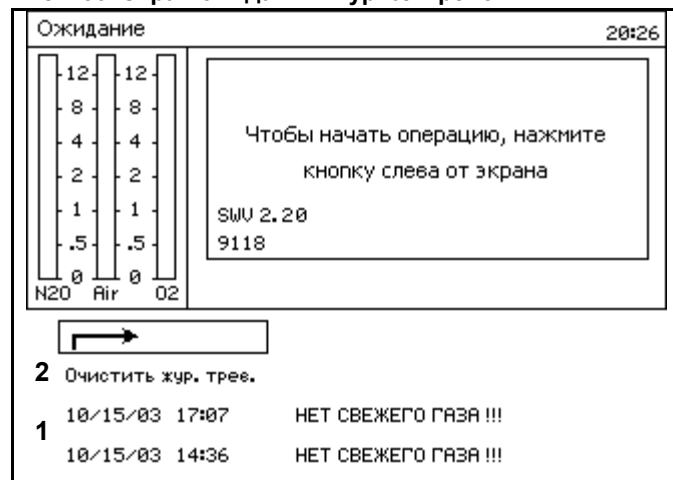 Ожидание 20:26
12 12
8 8
4 4
2 2
1 1
.5 .5
0 0
N2O Air O2
Чтобы начать операцию, нажмите
кнопку слева от экрана
SWV 2.20
9118
2 Очистить жур. трев.
1
10/15/03 17:07 НЕТ СВЕЖЕГО ГАЗА !!!
10/15/03 14:36 НЕТ СВЕЖЕГО ГАЗА !!!